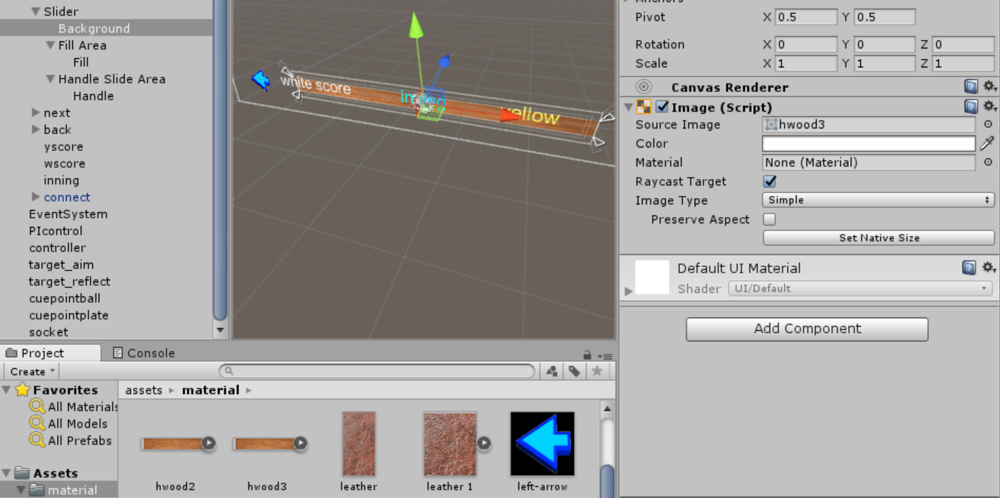 Slider
Background
Fill Area
Fill
Handle Slide Area
Handle
next
back
yscore
wscore
inning
connect
EventSystem
PIcontrol
controller
target_aim
target_reflect
cuepointball
cuepointplate
socket
white score
inning
yellow
Anchors
Pivot X 0.5 Y 0.5
Rotation X 0 Y 0 Z 0
Scale X 1 Y 1 Z 1
Canvas Renderer
Image (Script)
Source Image hwood3
Color
Material None (Material)
Raycast Target
Image Type Simple
Preserve Aspect
Set Native Size
Default UI Material
Shader UI/Default
Add Component
Project Console
Create
Favorites
All Materials
All Models
All Prefabs
Assets
material
assets material
hwood2 hwood3 leather leather 1 left-arrow